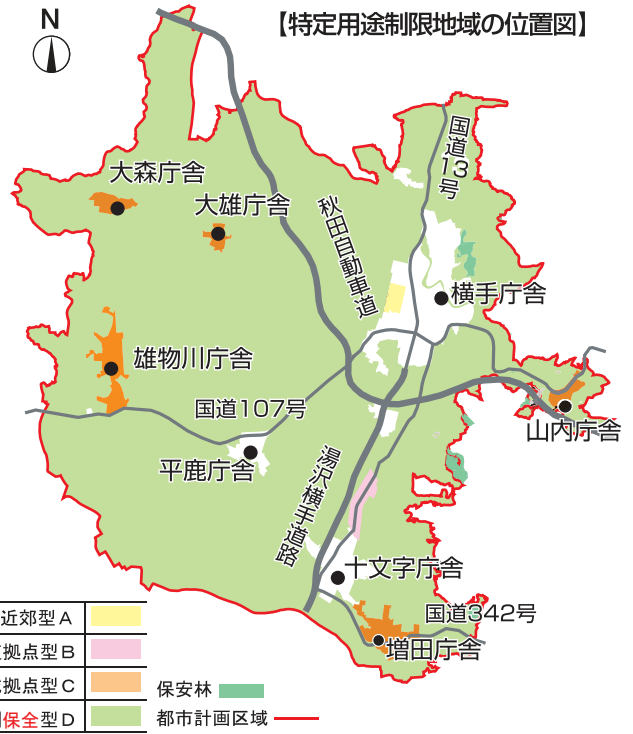 【特定用途制限地域の位置図】
N
国道13号
大森庁舎
大雄庁舎
秋田自動車道
横手庁舎
雄物川庁舎
国道107号
山内庁舎
平鹿庁舎
湯沢横手道路
十文字庁舎
国道342号
増田庁舎
近郊型A
拠点型B
拠点型C
保全型D
保安林
都市計画区域